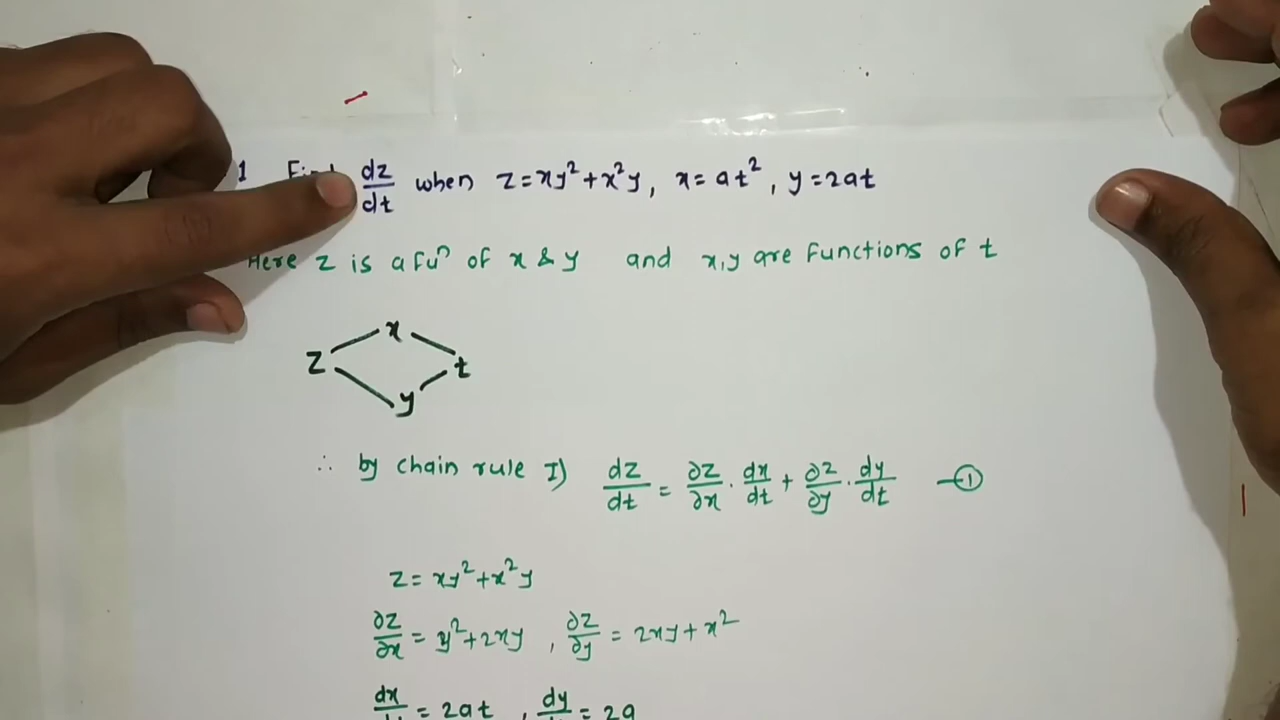 1 dz/dt when z=xy²+x²y, x=at², y=2at
Here z is a fuⁿ of x & y and x,y are functions of t
x
z t
y
∴ by chain rule I) dz/dt = ∂z/∂x · dx/dt + ∂z/∂y · dy/dt —①
z=xy²+x²y
∂z/∂x = y²+2xy , ∂z/∂y = 2xy+x²
dx/dt = 2at , dy/dt = 2a